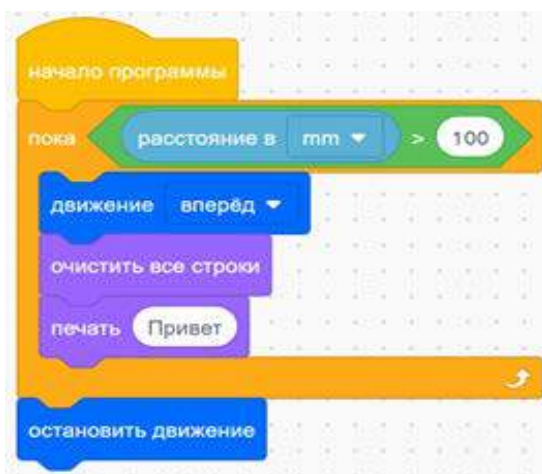 начало программы
пока расстояние в mm > 100
движение вперёд
очистить все строки
печать Привет
остановить движение